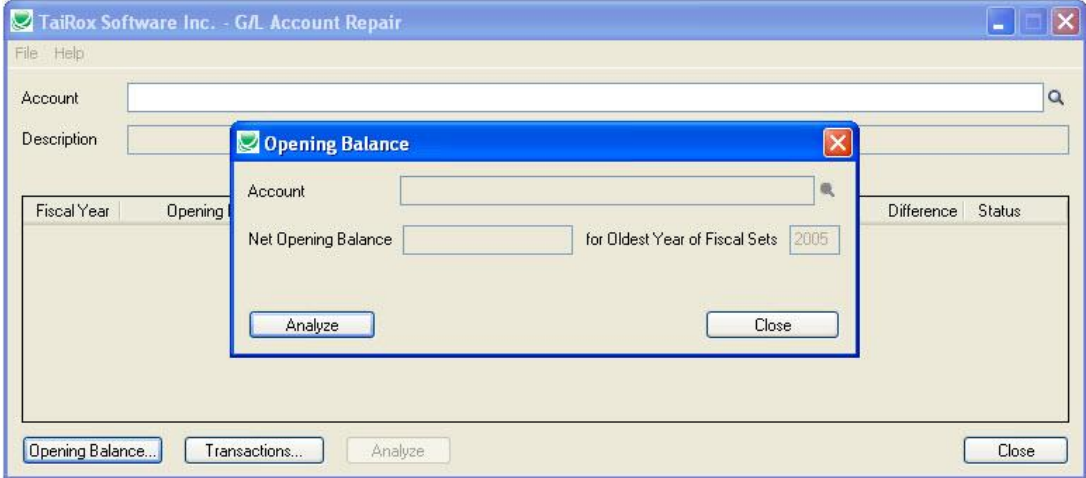 TaiRox Software Inc. - G/L Account Repair
File Help
Account
Description
Opening Balance
Account
Net Opening Balance for Oldest Year of Fiscal Sets 2005
Analyze Close
Fiscal Year Opening Difference Status
Opening Balance... Transactions... Analyze Close